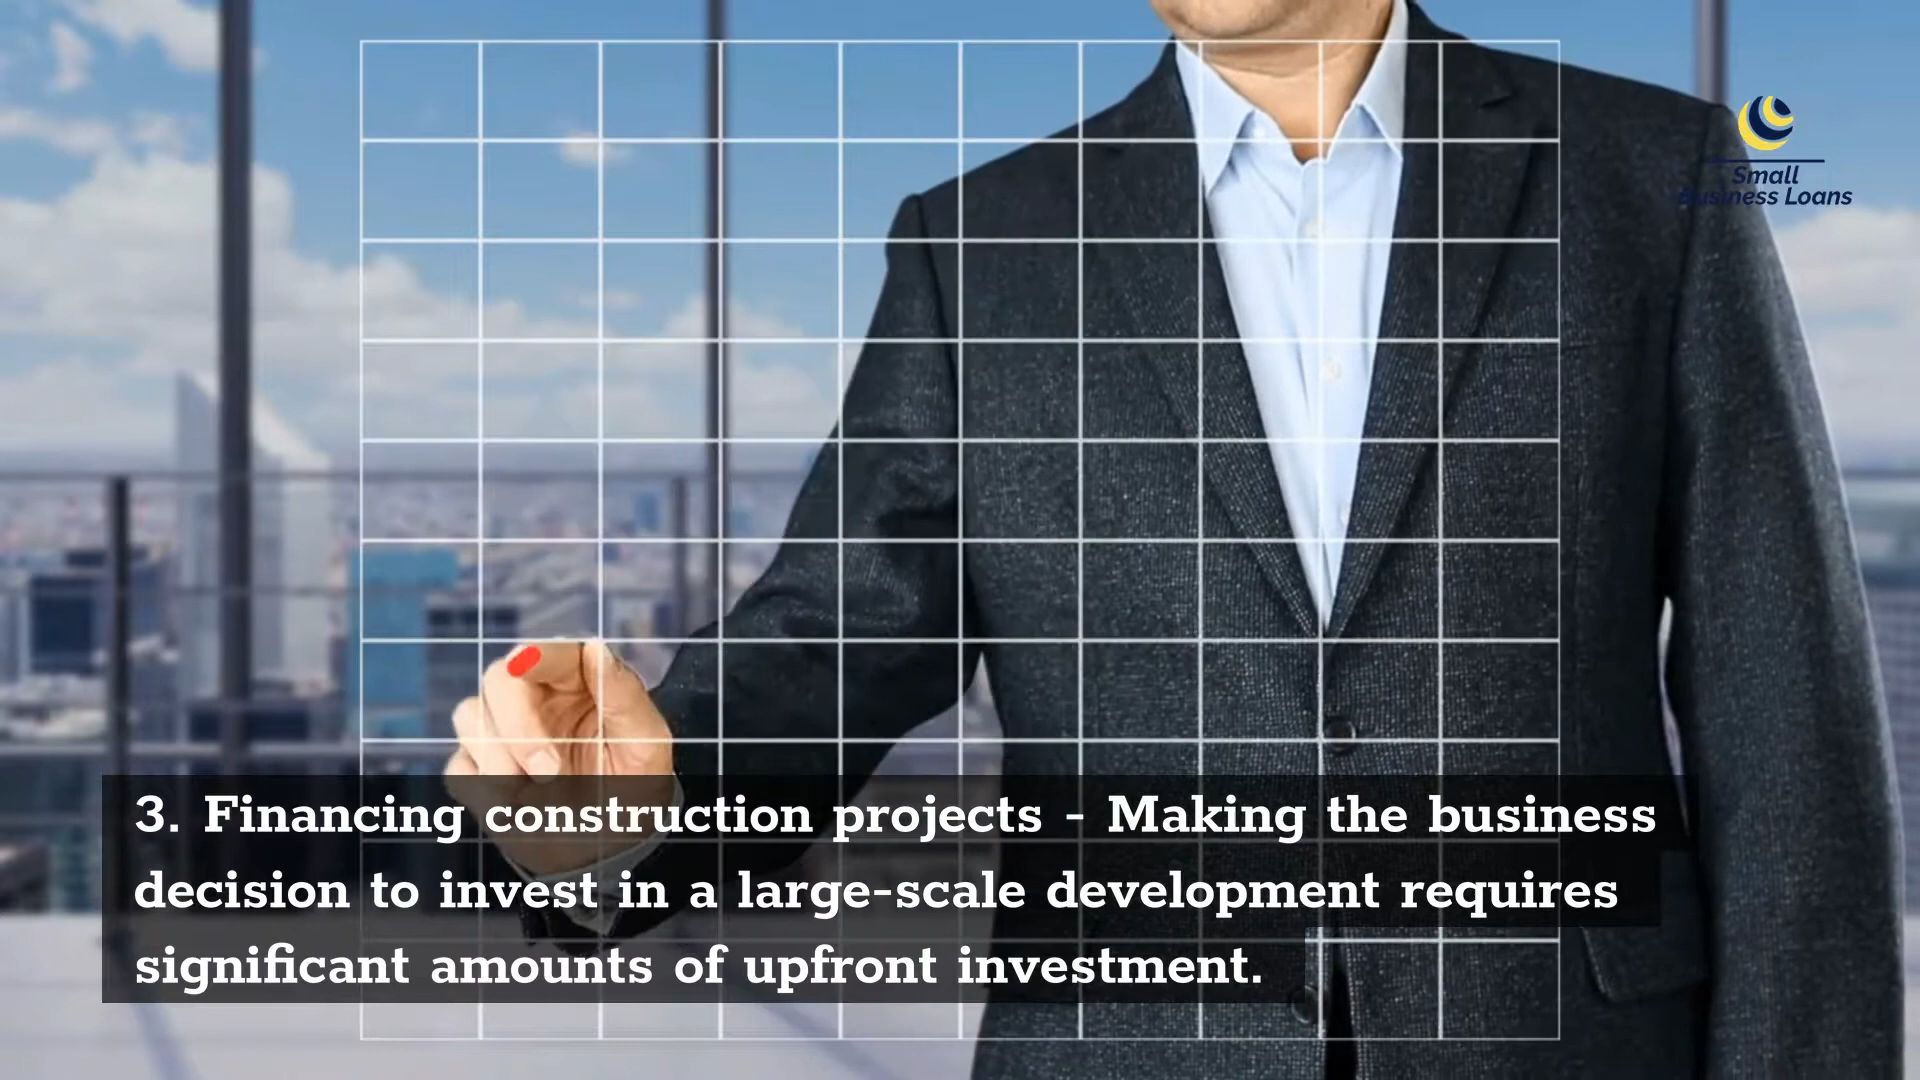 Small
Business Loans
3. Financing construction projects - Making the business
decision to invest in a large-scale development requires
significant amounts of upfront investment.